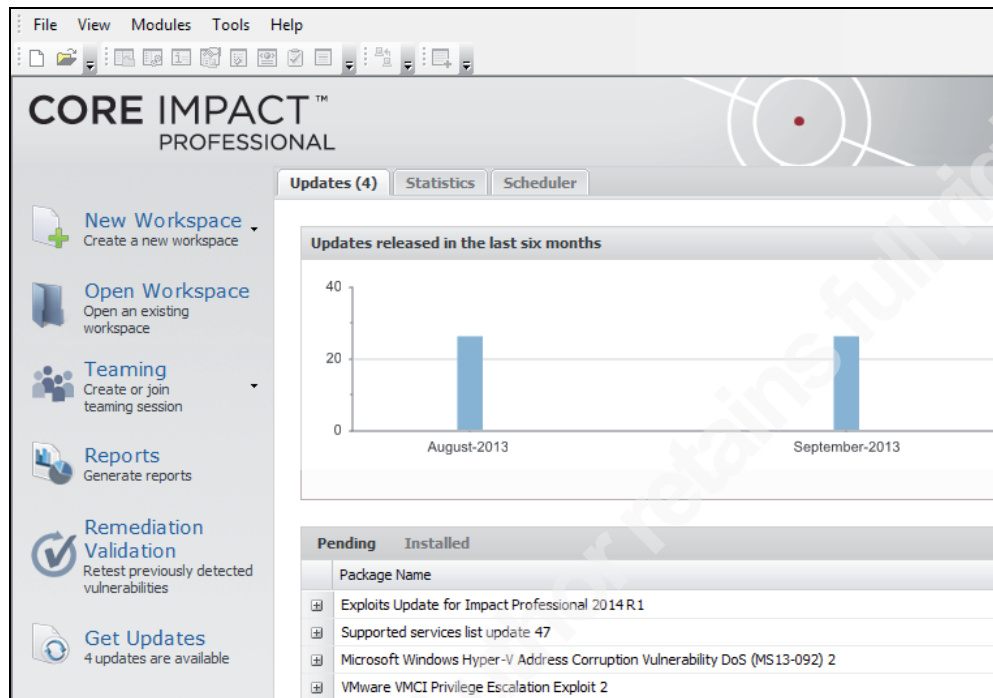 File View Modules Tools Help
CORE IMPACT™
PROFESSIONAL
Updates (4) Statistics Scheduler
New Workspace
Create a new workspace
Open Workspace
Open an existing
workspace
Teaming
Create or join
teaming session
Reports
Generate reports
Remediation
Validation
Retest previously detected
vulnerabilities
Get Updates
4 updates are available
Updates released in the last six months
40
20
0
August-2013 September-2013
Pending Installed
Package Name
Exploits Update for Impact Professional 2014 R1
Supported services list update 47
Microsoft Windows Hyper-V Address Corruption Vulnerability DoS (MS13-092) 2
VMware VMCI Privilege Escalation Exploit 2
hor retains full rig